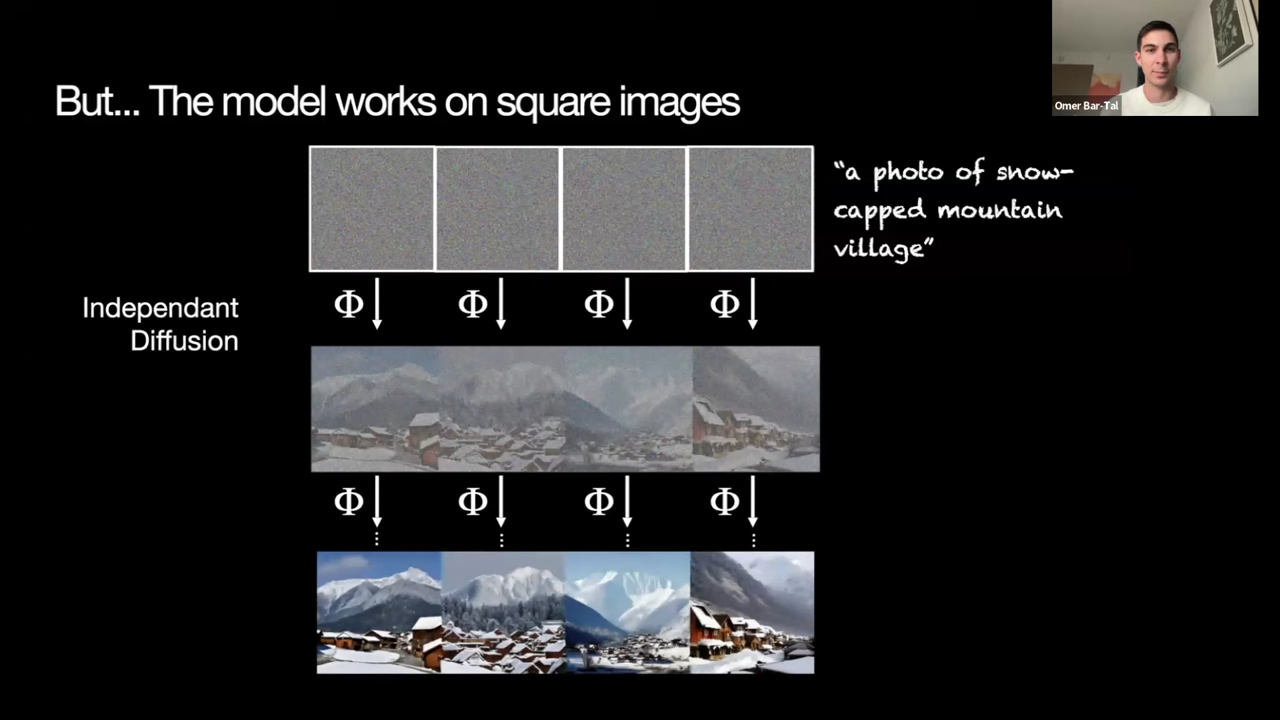 Omer Bar-Tal
But... The model works on square images
“a photo of snow-
capped mountain
village”
Φ Φ Φ Φ
Independant
Diffusion
Φ Φ Φ Φ